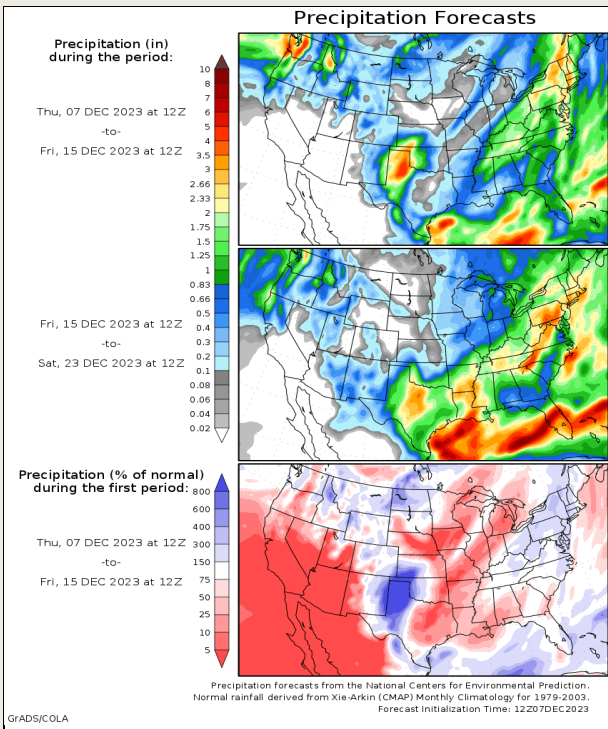 Precipitation Forecasts
Precipitation (in)
during the period:
Thu, 07 DEC 2023 at 12Z
-to-
Fri, 15 DEC 2023 at 12Z
10
8
7
6
5
4
3.5
3
2.66
2.33
2
1.75
1.5
1.25
1
0.83
0.66
0.5
0.4
0.3
0.2
0.1
0.08
0.06
0.04
0.02
Fri, 15 DEC 2023 at 12Z
-to-
Sat, 23 DEC 2023 at 12Z
Precipitation (% of normal)
during the first period:
Thu, 07 DEC 2023 at 12Z
-to-
Fri, 15 DEC 2023 at 12Z
800
600
400
300
150
75
50
25
10
5
Precipitation forecasts from the National Centers for Environmental Prediction.
Normal rainfall derived from Xie-Arkin (CMAP) Monthly Climatology for 1979-2003.
Forecast Initialization Time: 12Z07DEC2023
GrADS/COLA